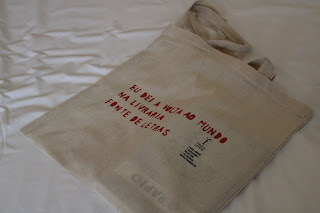 EU DEI A VOLTA AO MUNDO
NA LIVRARIA
FONTE DE LETRAS